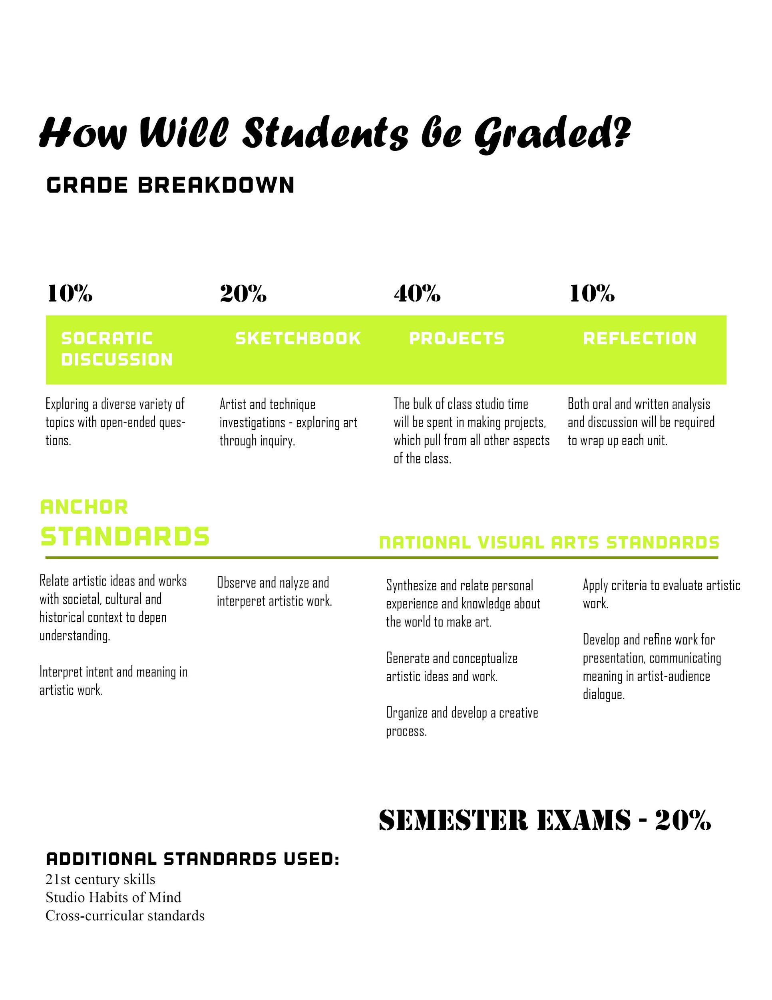 How Will Students be Graded?
GRADE BREAKDOWN
10%
20%
40%
10%
SOCRATIC
DISCUSSION
SKETCHBOOK
PROJECTS
REFLECTION
Exploring a diverse variety of
topics with open-ended ques-
tions.
Artist and technique
investigations - exploring art
through inquiry.
The bulk of class studio time
will be spent in making projects,
which pull from all other aspects
of the class.
Both oral and written analysis
and discussion will be required
to wrap up each unit.
ANCHOR
STANDARDS
NATIONAL VISUAL ARTS STANDARDS
Relate artistic ideas and works
with societal, cultural and
historical context to depen
understanding.
Interpret intent and meaning in
artistic work.
Observe and nalyze and
interperet artistic work.
Synthesize and relate personal
experience and knowledge about
the world to make art.
Generate and conceptualize
artistic ideas and work.
Organize and develop a creative
process.
Apply criteria to evaluate artistic
work.
Develop and refine work for
presentation, communicating
meaning in artist-audience
dialogue.
SEMESTER EXAMS - 20%
ADDITIONAL STANDARDS USED:
21st century skills
Studio Habits of Mind
Cross-curricular standards